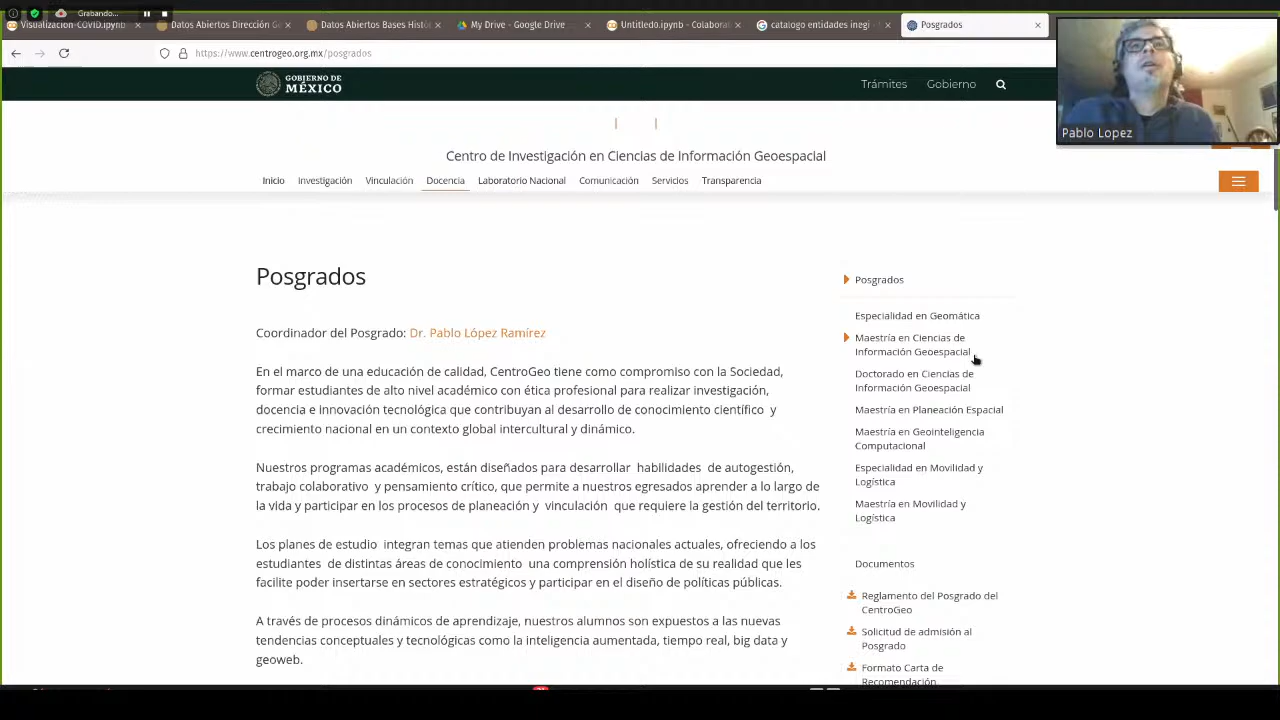 Grabando...
Visualizacion-COVID.ipynb
Datos Abiertos Dirección G
Datos Abiertos Bases Histó
My Drive - Google Drive
Untitled0.ipynb - Colabora
catalogo entidades inegi -
Posgrados
https://www.centrogeo.org.mx/posgrados
GOBIERNO DE
MÉXICO
Trámites
Gobierno
Pablo Lopez
Centro de Investigación en Ciencias de Información Geoespacial
Inicio
Investigación
Vinculación
Docencia
Laboratorio Nacional
Comunicación
Servicios
Transparencia
Posgrados
Coordinador del Posgrado: Dr. Pablo López Ramírez
En el marco de una educación de calidad, CentroGeo tiene como compromiso con la Sociedad,
formar estudiantes de alto nivel académico con ética profesional para realizar investigación,
docencia e innovación tecnológica que contribuyan al desarrollo de conocimiento científico y
crecimiento nacional en un contexto global intercultural y dinámico.
Nuestros programas académicos, están diseñados para desarrollar habilidades de autogestión,
trabajo colaborativo y pensamiento crítico, que permite a nuestros egresados aprender a lo largo de
la vida y participar en los procesos de planeación y vinculación que requiere la gestión del territorio.
Los planes de estudio integran temas que atienden problemas nacionales actuales, ofreciendo a los
estudiantes de distintas áreas de conocimiento una comprensión holística de su realidad que les
facilite poder insertarse en sectores estratégicos y participar en el diseño de políticas públicas.
A través de procesos dinámicos de aprendizaje, nuestros alumnos son expuestos a las nuevas
tendencias conceptuales y tecnológicas como la inteligencia aumentada, tiempo real, big data y
geoweb.
Posgrados
Especialidad en Geomática
Maestría en Ciencias de
Información Geoespacial
Doctorado en Ciencias de
Información Geoespacial
Maestría en Planeación Espacial
Maestría en Geointeligencia
Computacional
Especialidad en Movilidad y
Logística
Maestría en Movilidad y
Logística
Documentos
Reglamento del Posgrado del
CentroGeo
Solicitud de admisión al
Posgrado
Formato Carta de
Recomendación